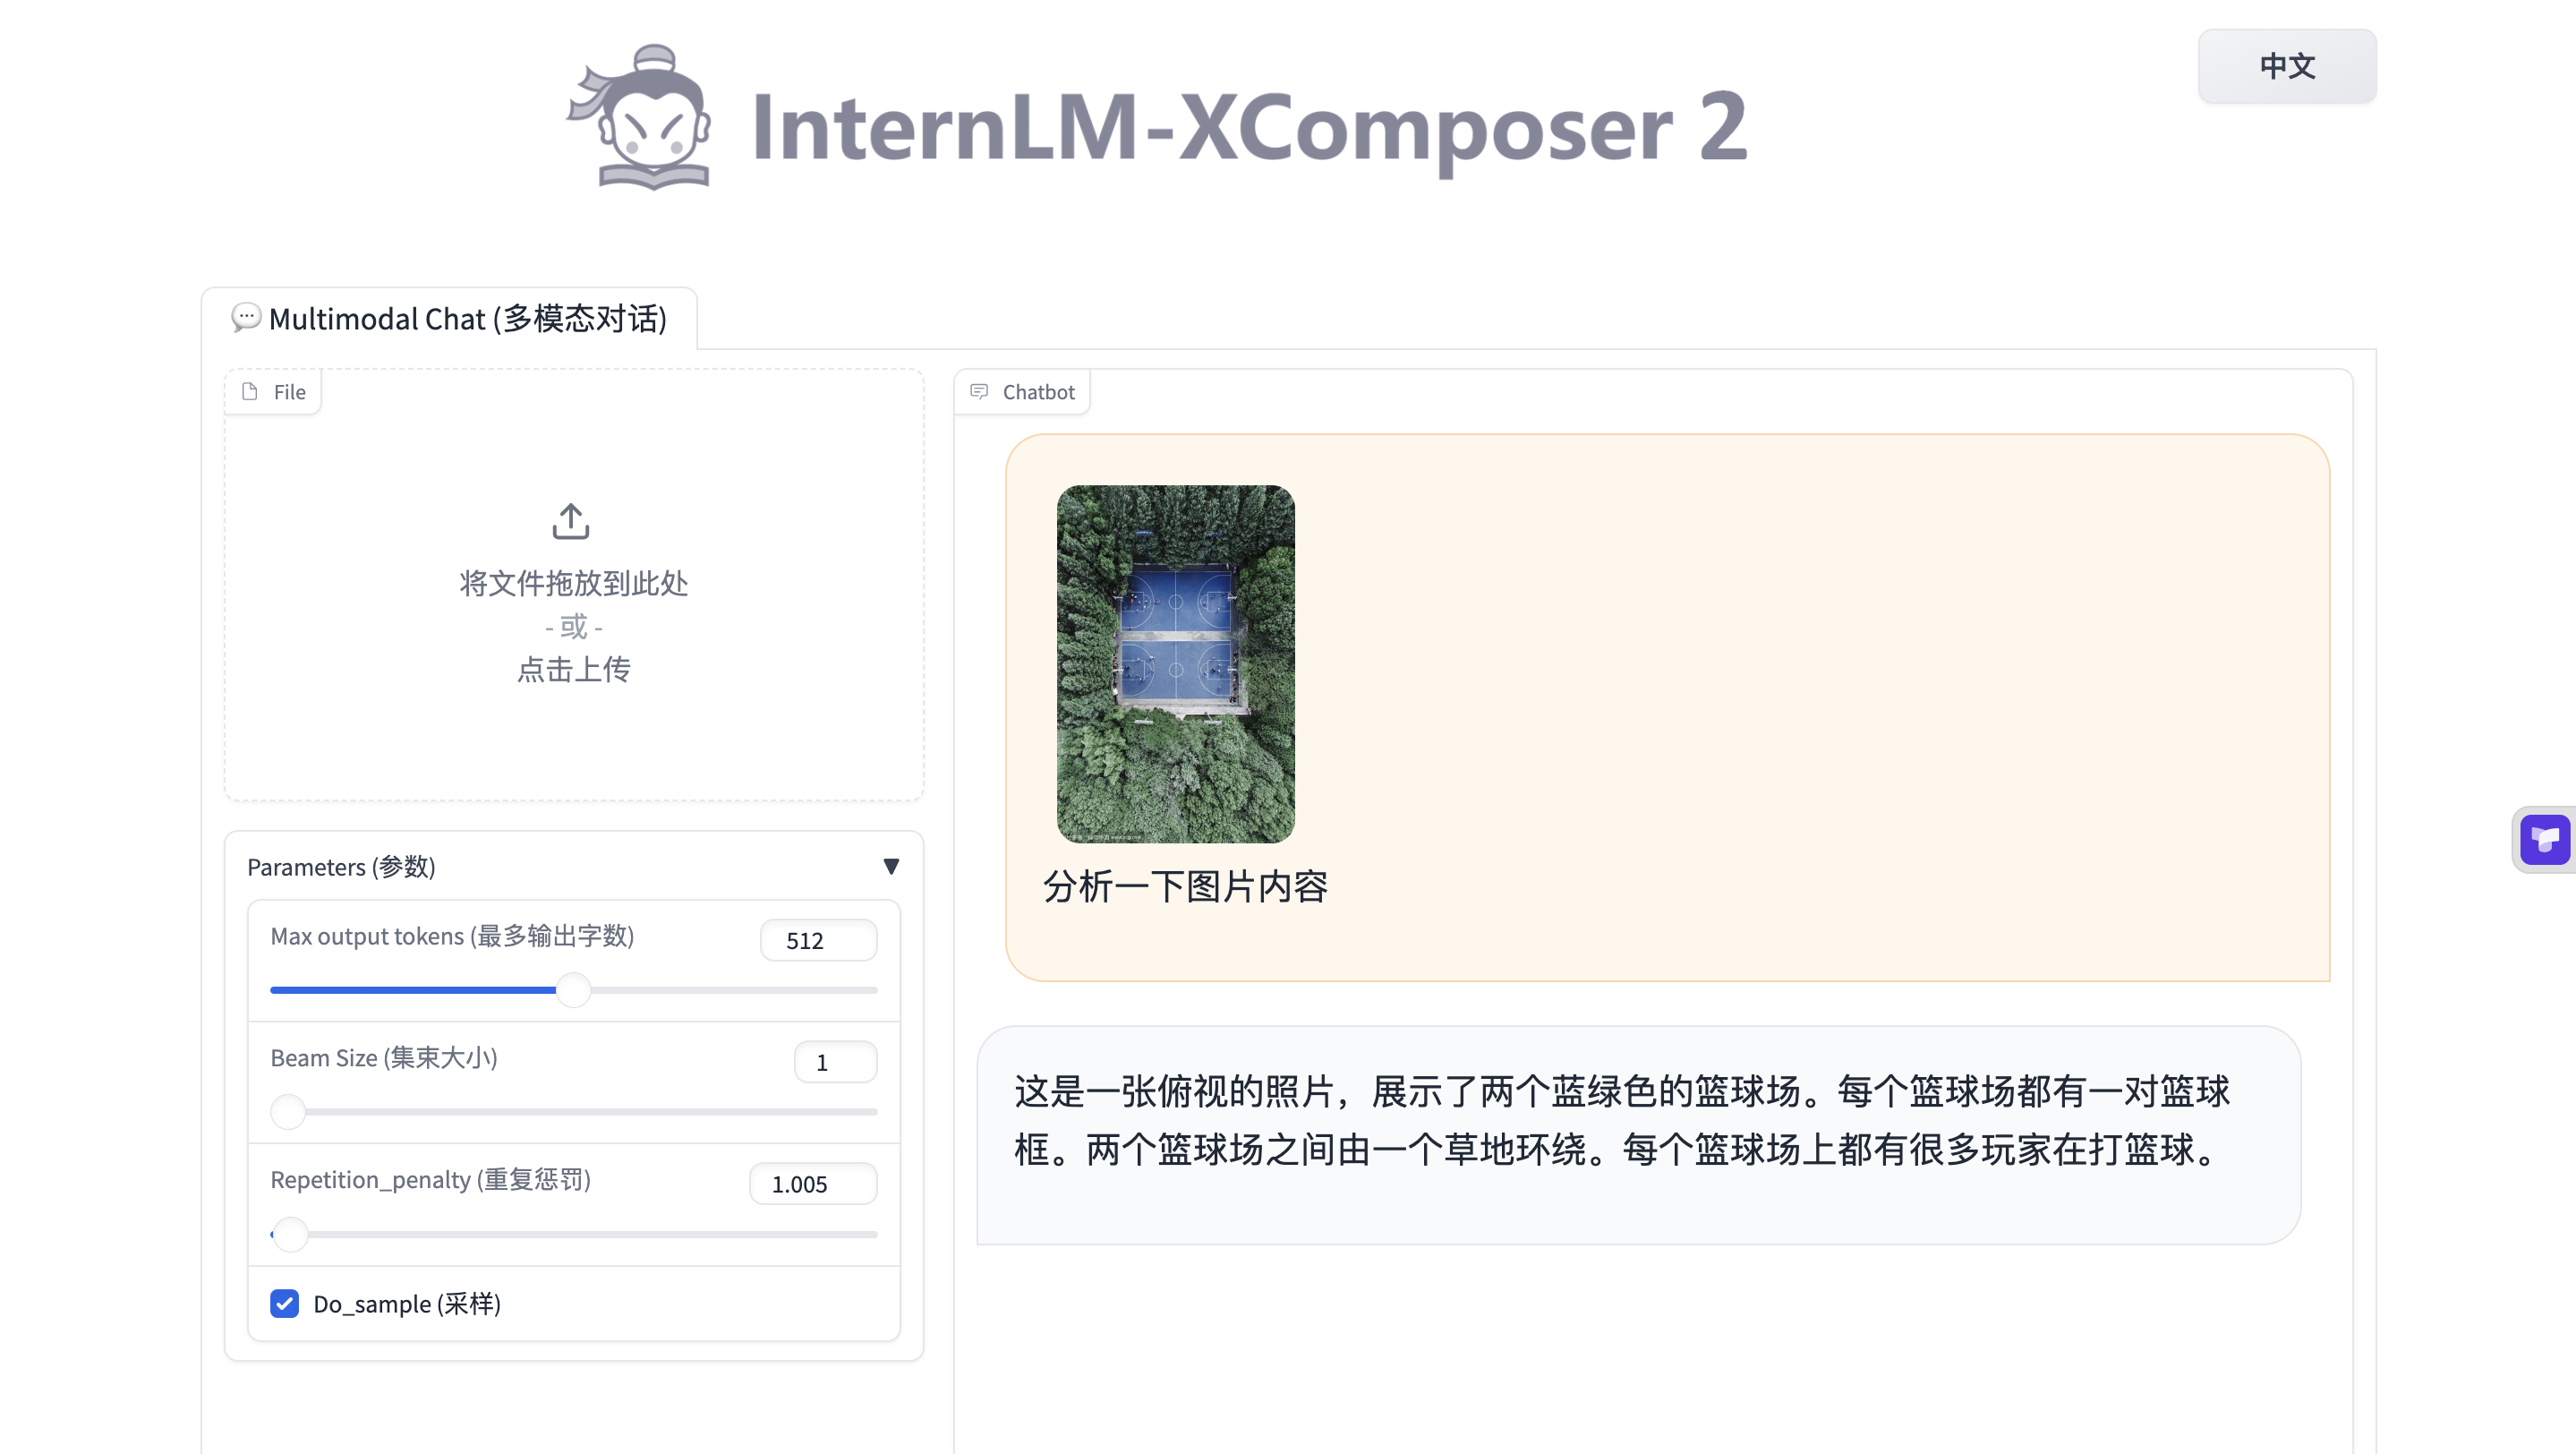 InternLM-XComposer 2
中文
Multimodal Chat (多模态对话)
File
将文件拖放到此处
- 或 -
点击上传
Parameters (参数)
Max output tokens (最多输出字数)
512
Beam Size (集束大小)
1
Repetition_penalty (重复惩罚)
1.005
Do_sample (采样)
Chatbot
分析一下图片内容
这是一张俯视的照片，展示了两个蓝绿色的篮球场。每个篮球场都有一对篮球
框。两个篮球场之间由一个草地环绕。每个篮球场上都有很多玩家在打篮球。